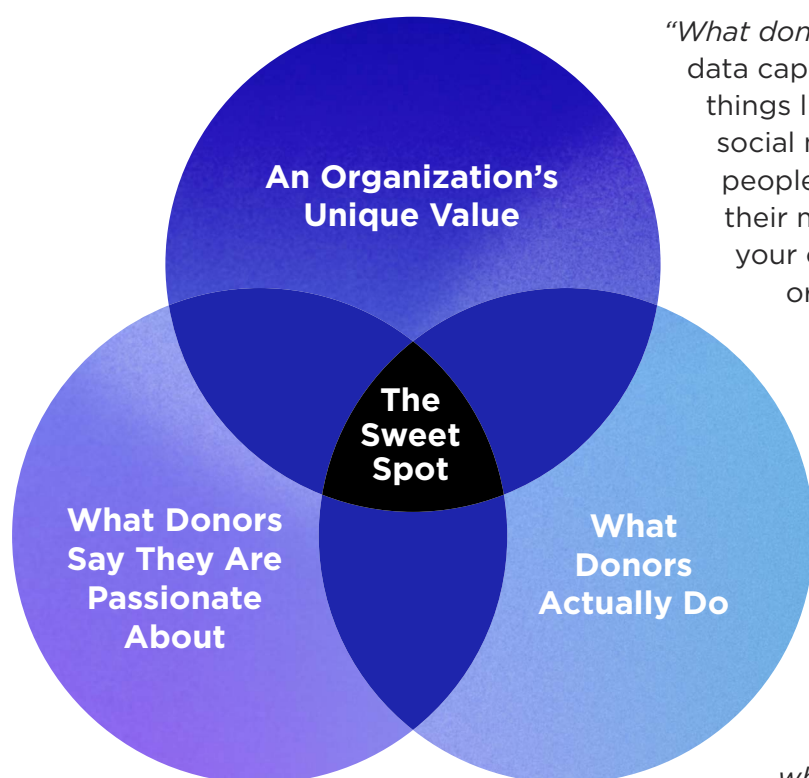 “What don
data cap
things l
social
people
their
your
or
An Organization’s
Unique Value
The
Sweet
Spot
What Donors
Say They Are
Passionate
About
What
Donors
Actually Do
wh